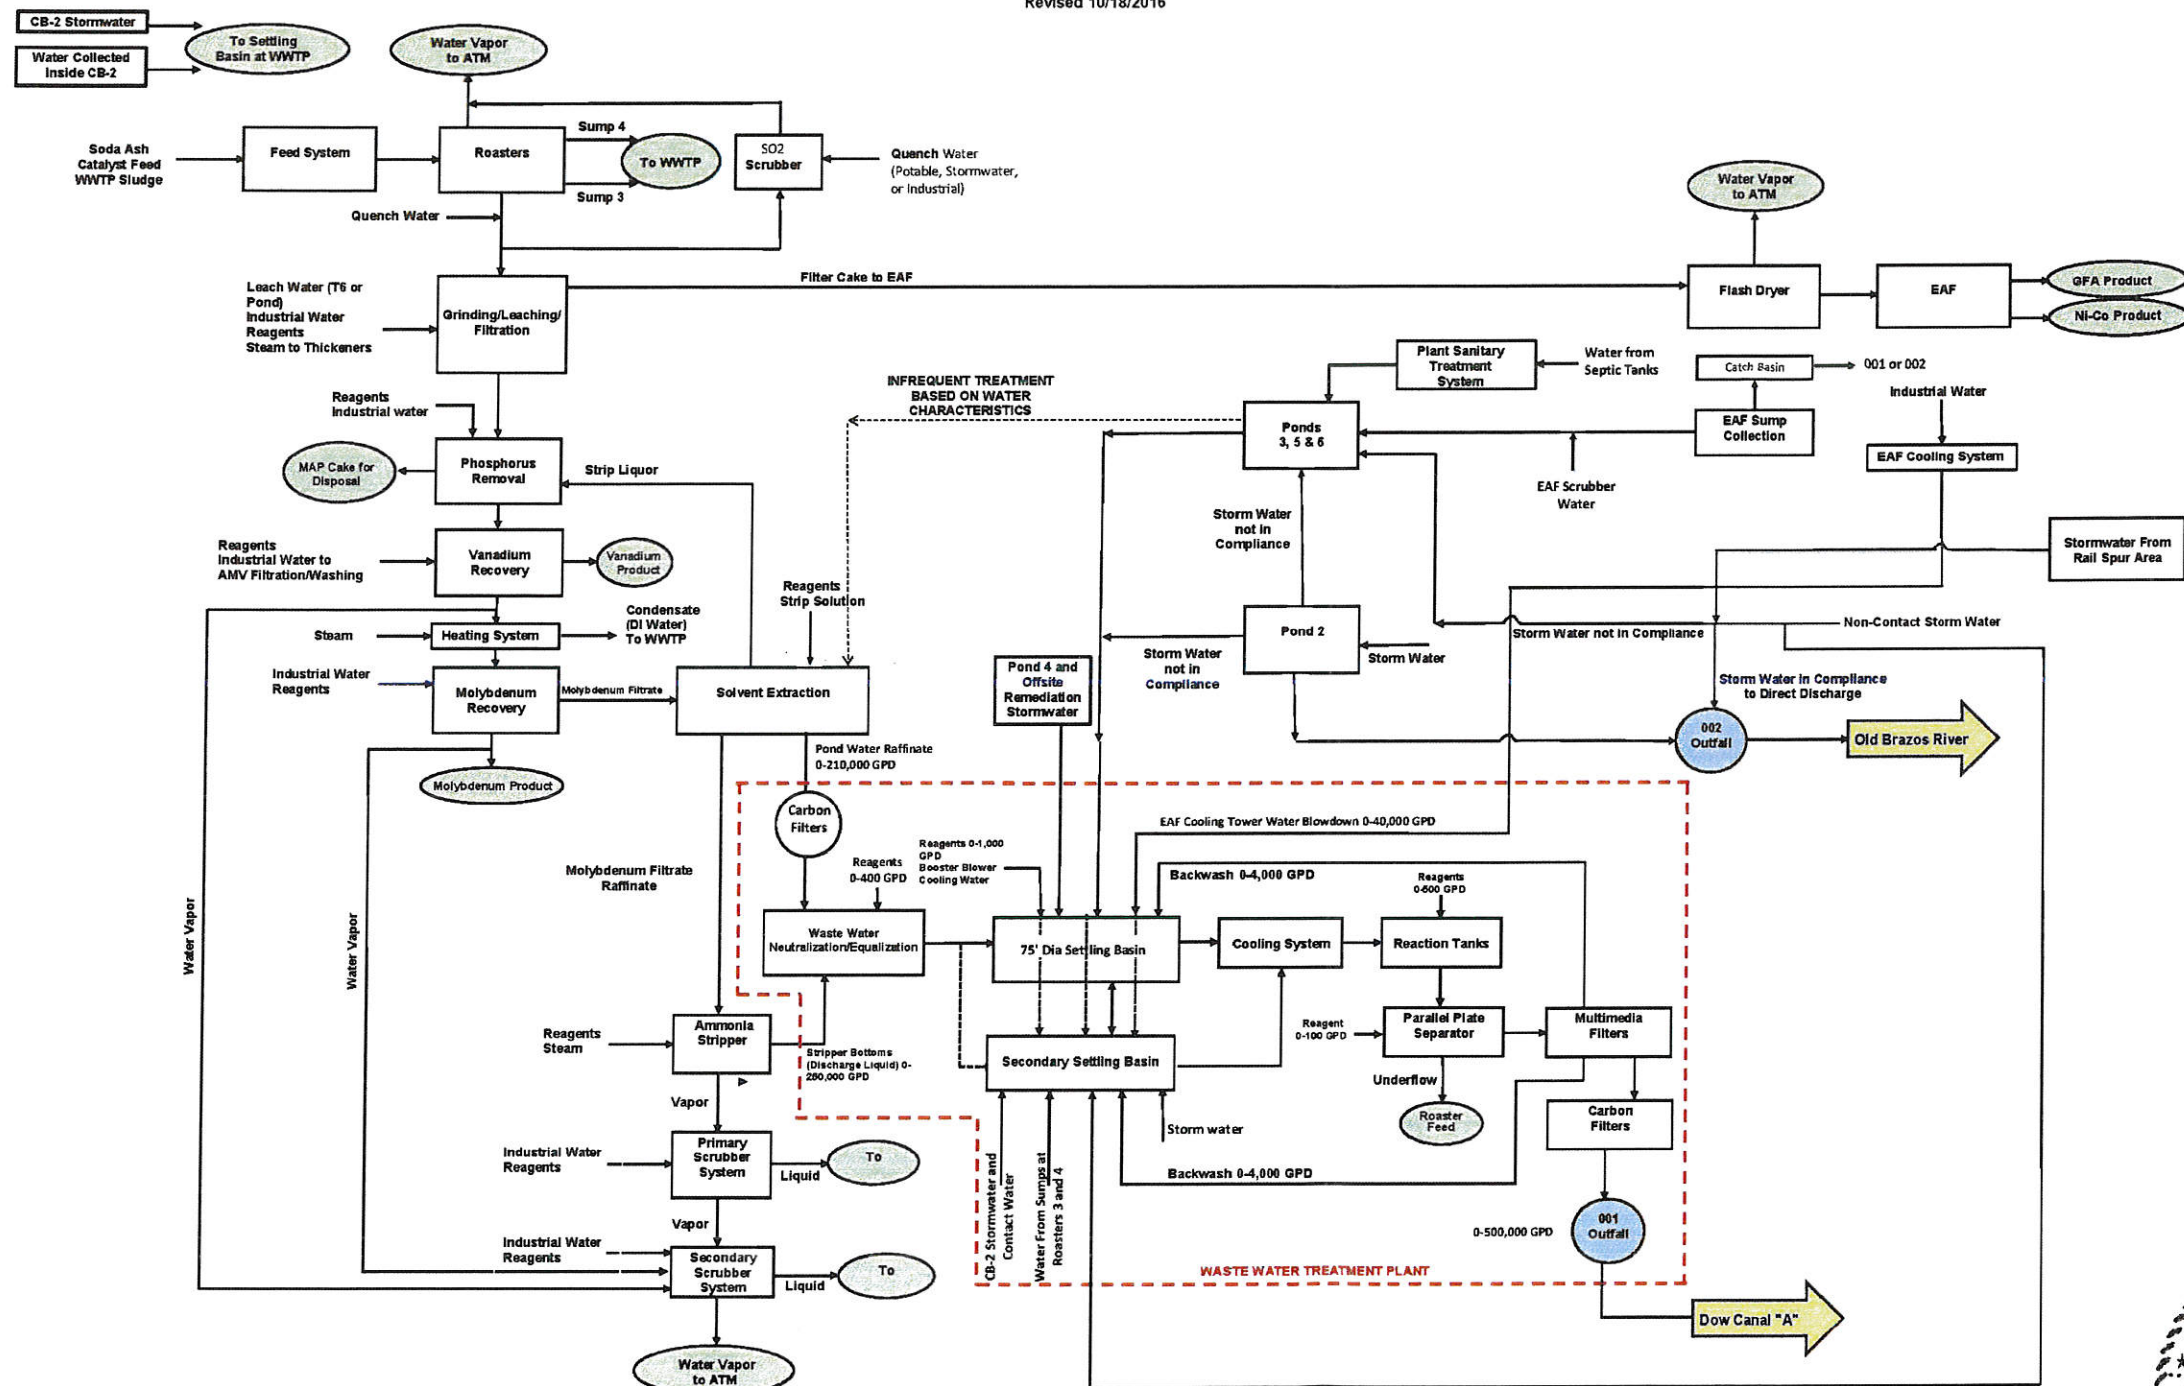 Revised 10/18/2016
CB-2 Stormwater
Water Collected
Inside CB-2
To Settling
Basin at WWTP
Water Vapor
to ATM
Soda Ash
Catalyst Feed
WWTP Sludge
Feed System
Roasters
Sump 4
To WWTP
Sump 3
SO2
Scrubber
Quench Water
(Potable, Stormwater,
or Industrial)
Quench Water
Water Vapor
to ATM
Leach Water (T6 or
Pond)
Industrial Water
Reagents
Steam to Thickeners
Grinding/Leaching/
Filtration
Filter Cake to EAF
Flash Dryer
EAF
GFA Product
Ni-Co Product
Plant Sanitary
Treatment
System
Water from
Septic Tanks
Catch Basin
001 or 002
Industrial Water
INFREQUENT TREATMENT
BASED ON WATER
CHARACTERISTICS
Reagents
Industrial water
Ponds
3, 5 & 6
EAF Sump
Collection
EAF Cooling System
MAP Cake for
Disposal
Phosphorus
Removal
Strip Liquor
EAF Scrubber
Water
Storm Water
not in
Compliance
Reagents
Industrial Water to
AMV Filtration/Washing
Vanadium
Recovery
Vanadium
Product
Stormwater From
Rail Spur Area
Reagents
Strip Solution
Condensate
(DI Water)
To WWTP
Steam
Heating System
Pond 2
Storm Water
Storm Water not in Compliance
Non-Contact Storm Water
Storm Water
not in
Compliance
Pond 4 and
Offsite
Remediation
Stormwater
Industrial Water
Reagents
Molybdenum
Recovery
Molybdenum Filtrate
Solvent Extraction
Storm Water in Compliance
to Direct Discharge
002
Outfall
Old Brazos River
Pond Water Raffinate
0-210,000 GPD
Molybdenum Product
Carbon
Filters
EAF Cooling Tower Water Blowdown 0-40,000 GPD
Reagents 0-1,000
GPD
Booster Blower
Cooling Water
Reagents
0-400 GPD
Molybdenum Filtrate
Raffinate
Backwash 0-4,000 GPD
Reagents
0-500 GPD
Water Vapor
Water Vapor
Waste Water
Neutralization/Equalization
75' Dia Settling Basin
Cooling System
Reaction Tanks
Reagents
Steam
Ammonia
Stripper
Stripper Bottoms
(Discharge Liquid) 0-
250,000 GPD
Secondary Settling Basin
Reagent
0-100 GPD
Parallel Plate
Separator
Multimedia
Filters
Underflow
Roaster
Feed
Carbon
Filters
Vapor
Storm water
Industrial Water
Reagents
Primary
Scrubber
System
Liquid
To
CB-2 Stormwater and
Contact Water
Water From Sumps at
Roasters 3 and 4
Backwash 0-4,000 GPD
Vapor
0-500,000 GPD
001
Outfall
Industrial Water
Reagents
Secondary
Scrubber
System
Liquid
To
WASTE WATER TREATMENT PLANT
Dow Canal "A"
Water Vapor
to ATM